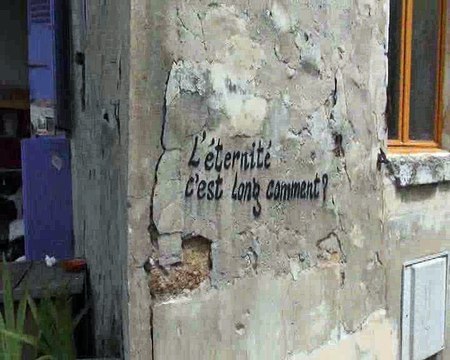 L'éternité
c'est long comment?